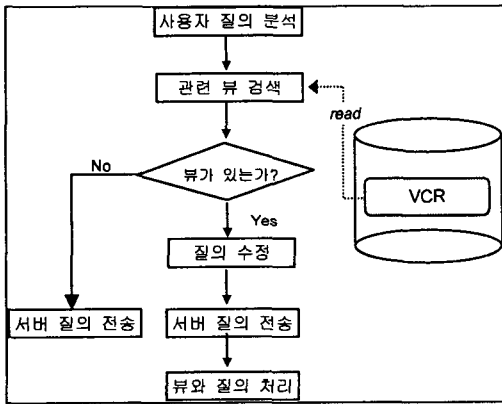 사용자 질의 분석
관련 뷰 검색
read
No
뷰가 있는가?
VCR
Yes
질의 수정
서버 질의 전송
서버 질의 전송
뷰와 질의 처리